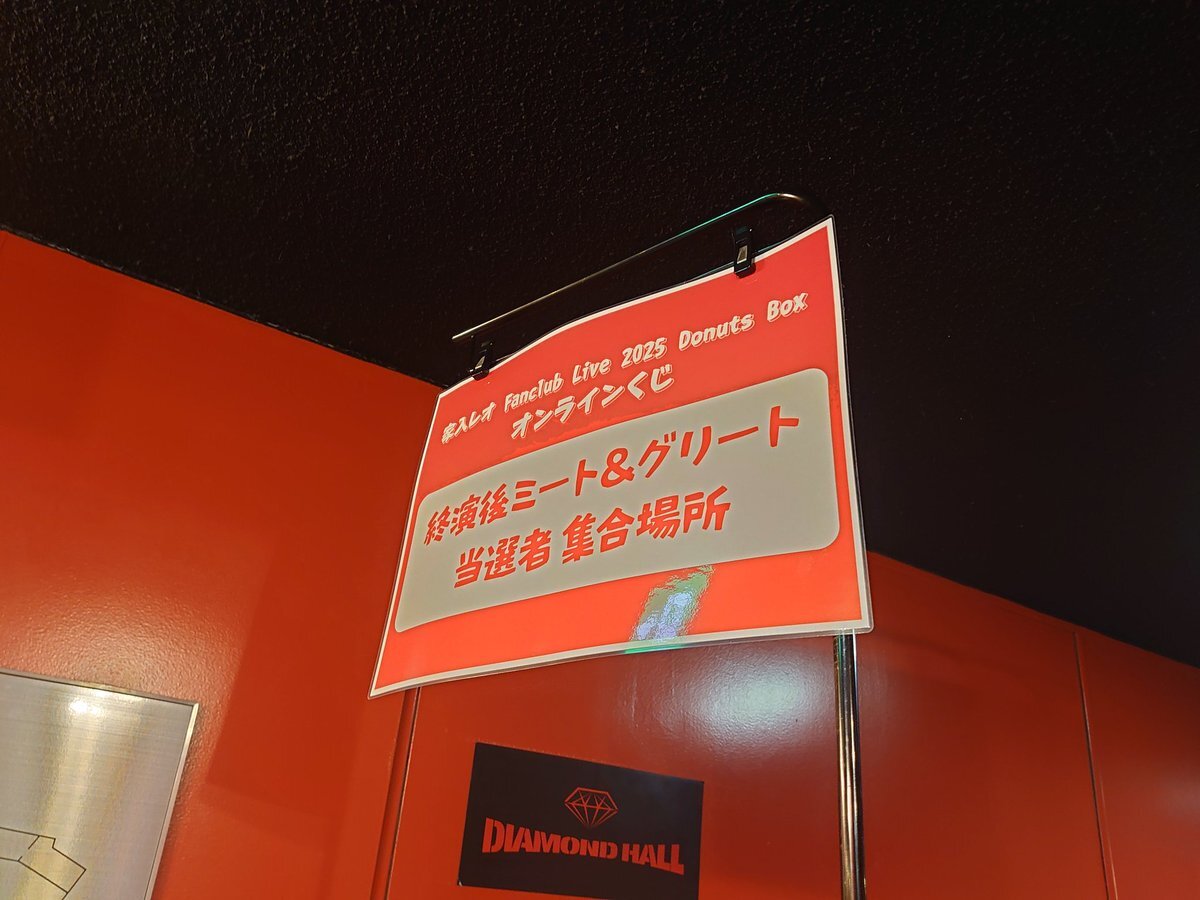 家入レオ Fanclub Live 2025 Donuts Box
オンラインくじ
終演後ミート&グリート
当選者 集合場所
DIAMOND HALL